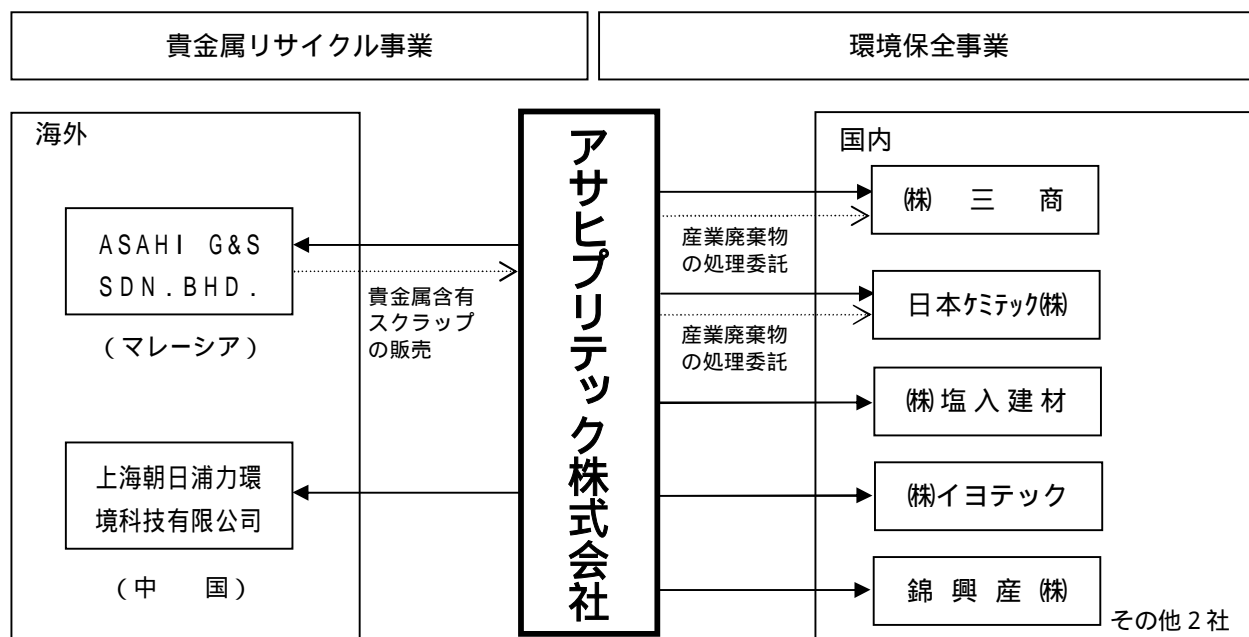 貴金属リサイクル事業
環境保全事業
海外
ASAHI G&S
SDN.BHD.
(マレーシア)
貴金属含有
スクラップ
の販売
上海朝日浦力環
境科技有限公司
(中 国)
アサヒプリテック株式会社
国内
㈱ 三 商
産業廃棄物
の処理委託
日本ｹﾐﾃｯｸ㈱
産業廃棄物
の処理委託
㈱塩入建材
㈱イヨテック
錦興産㈱
その他2社